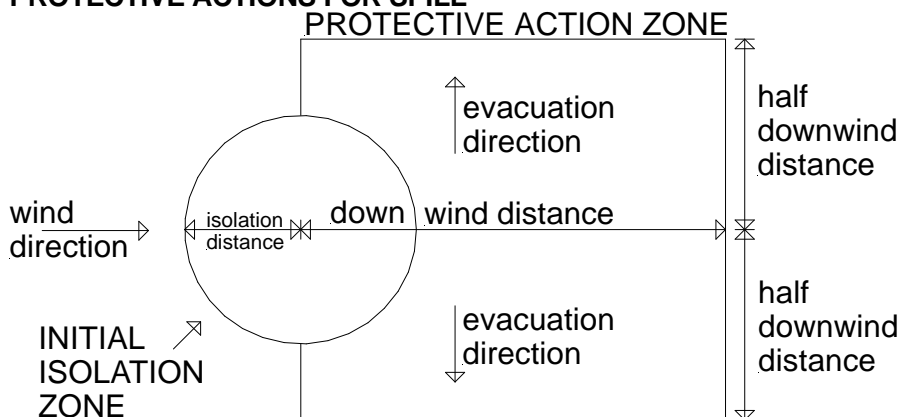 PROTECTIVE ACTIONS FOR SPILL
PROTECTIVE ACTION ZONE
evacuation
direction
half
downwind
distance
wind
direction
isolation
distance
down wind distance
INITIAL
ISOLATION
ZONE
evacuation
direction
half
downwind
distance